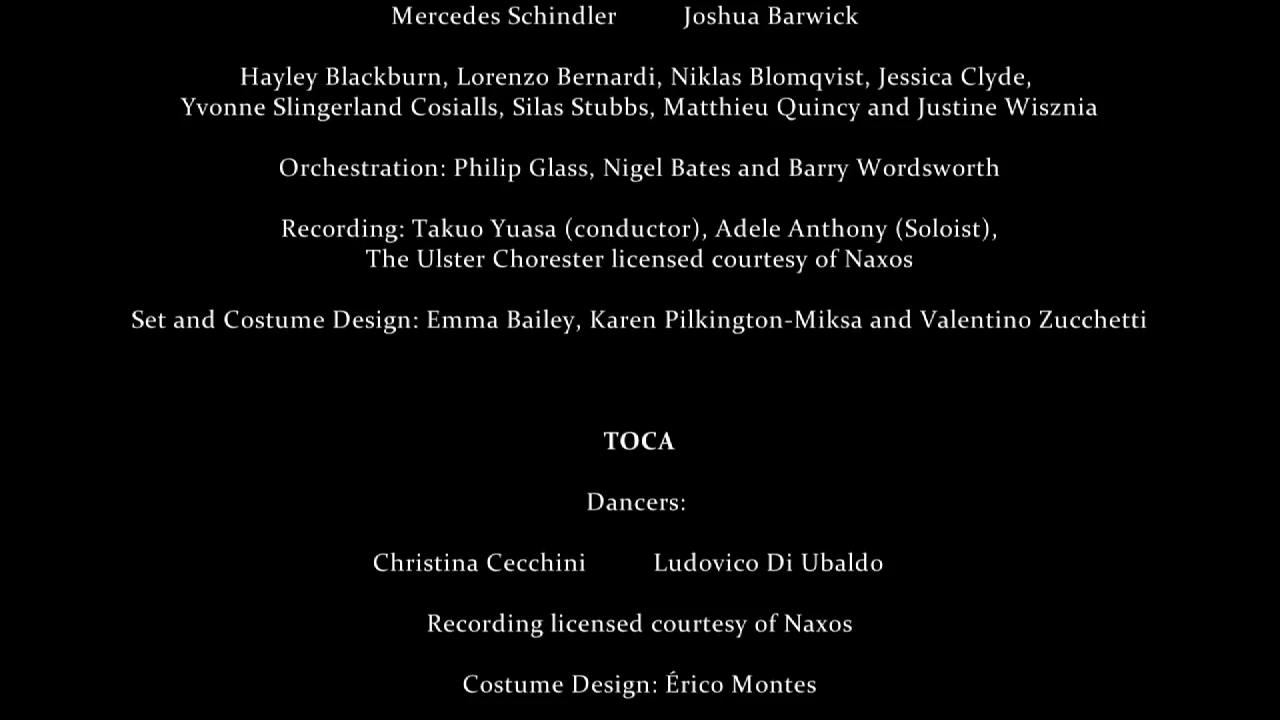 Mercedes Schindler Joshua Barwick
Hayley Blackburn, Lorenzo Bernardi, Niklas Blomqvist, Jessica Clyde,
Yvonne Slingerland Cosialls, Silas Stubbs, Matthieu Quincy and Justine Wisznia
Orchestration: Philip Glass, Nigel Bates and Barry Wordsworth
Recording: Takuo Yuasa (conductor), Adele Anthony (Soloist),
The Ulster Chorester licensed courtesy of Naxos
Set and Costume Design: Emma Bailey, Karen Pilkington-Miksa and Valentino Zucchetti
TOCA
Dancers:
Christina Cecchini Ludovico Di Ubaldo
Recording licensed courtesy of Naxos
Costume Design: Érico Montes